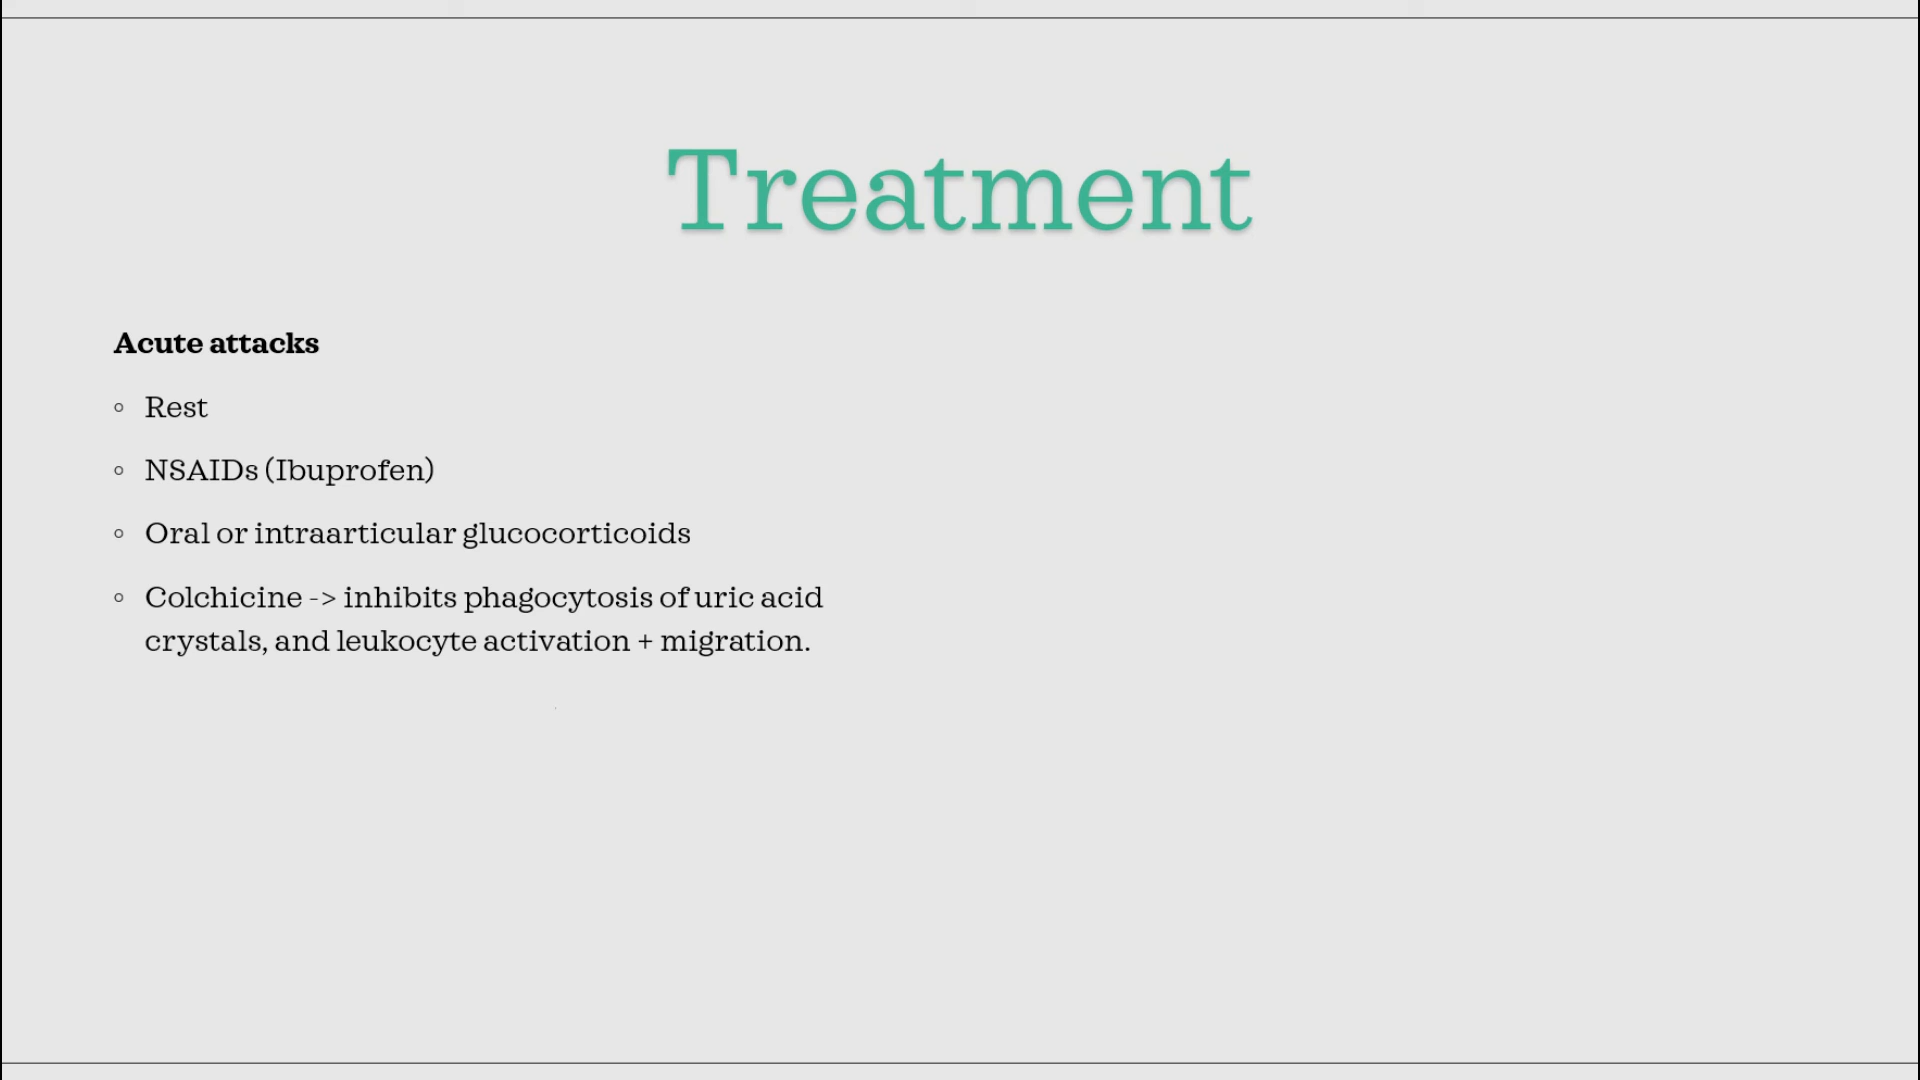 Treatment
Acute attacks
◦ Rest
◦ NSAIDs (Ibuprofen)
◦ Oral or intraarticular glucocorticoids
◦ Colchicine -> inhibits phagocytosis of uric acid
crystals, and leukocyte activation + migration.